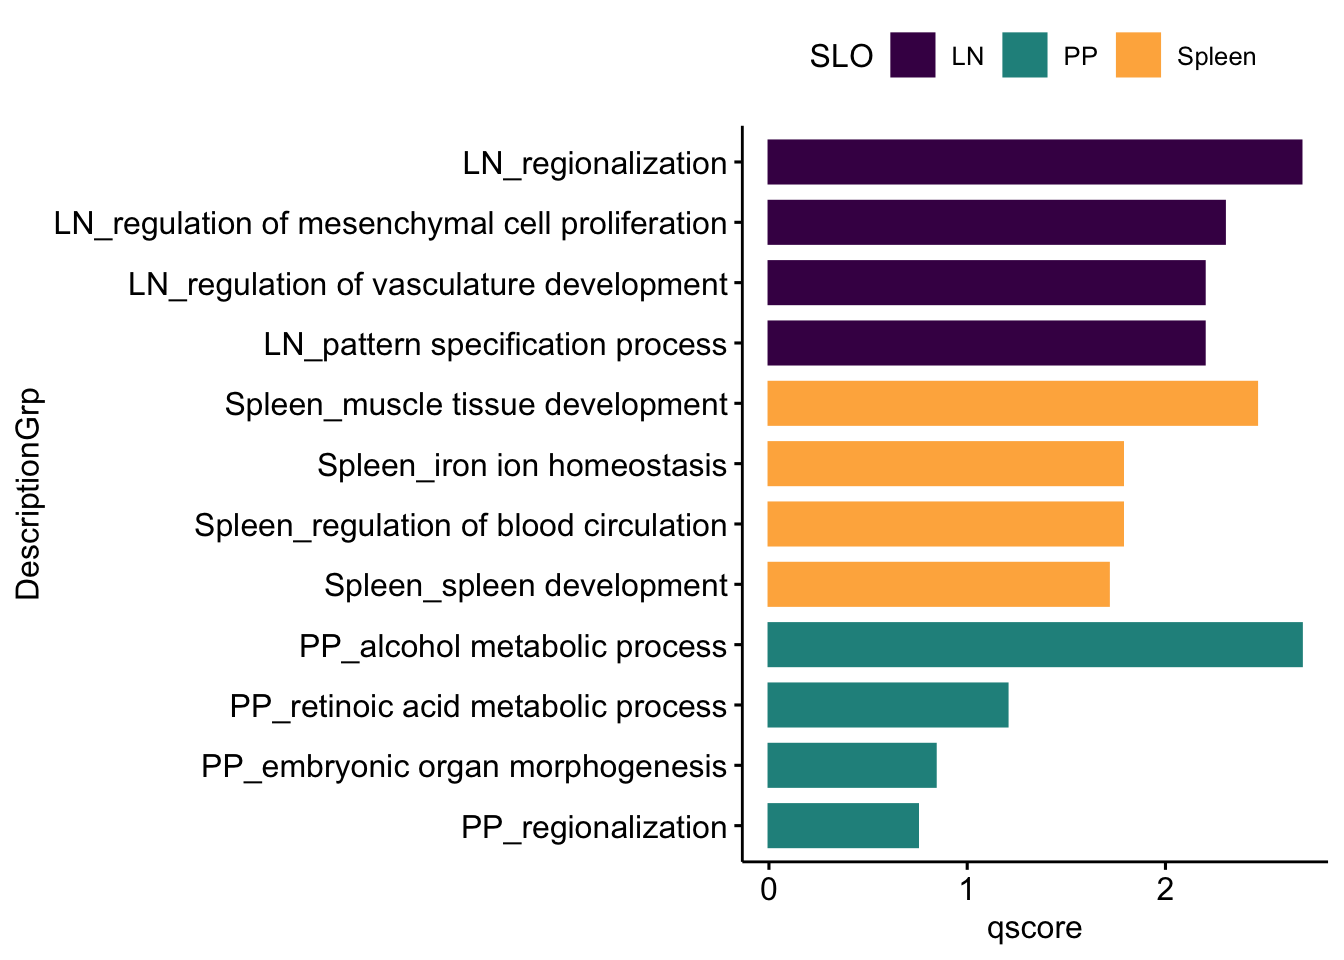 SLO LN PP Spleen
DescriptionGrp
LN_regionalization
LN_regulation of mesenchymal cell proliferation
LN_regulation of vasculature development
LN_pattern specification process
Spleen_muscle tissue development
Spleen_iron ion homeostasis
Spleen_regulation of blood circulation
Spleen_spleen development
PP_alcohol metabolic process
PP_retinoic acid metabolic process
PP_embryonic organ morphogenesis
PP_regionalization
0 1 2
qscore